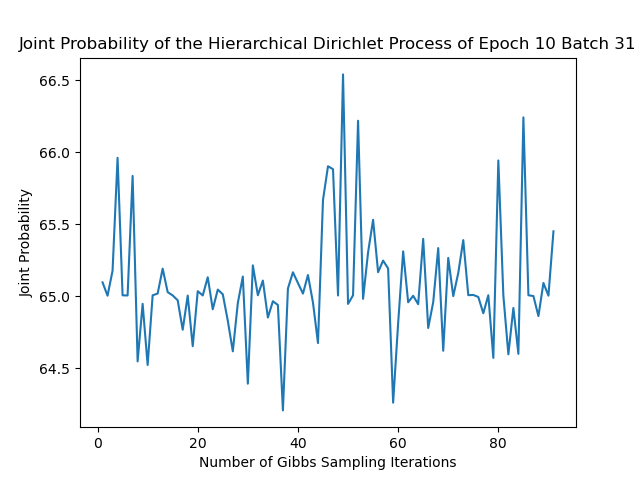 Joint Probability of the Hierarchical Dirichlet Process of Epoch 10 Batch 31
66.5
66.0
65.5
65.0
64.5
Joint Probability
0 20 40 60 80
Number of Gibbs Sampling Iterations